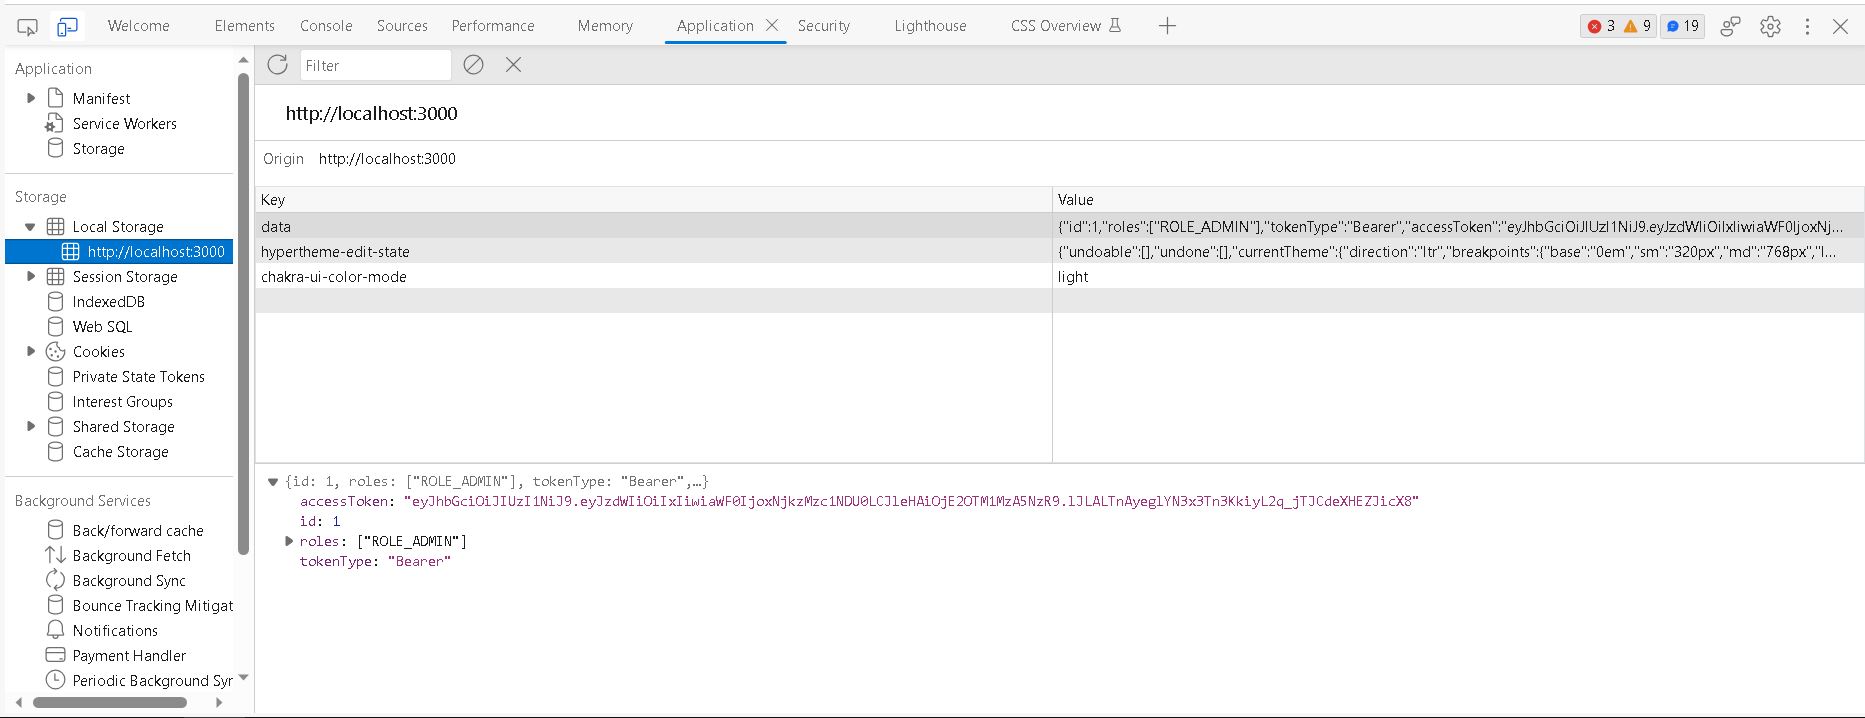 Welcome Elements Console Sources Performance Memory Application Security Lighthouse CSS Overview 3 9 19
Application
Manifest
Service Workers
Storage
Storage
Local Storage
http://localhost:3000
Session Storage
IndexedDB
Web SQL
Cookies
Private State Tokens
Interest Groups
Shared Storage
Cache Storage
Background Services
Back/forward cache
Background Fetch
Background Sync
Bounce Tracking Mitigat
Notifications
Payment Handler
Periodic Background Syr
Filter
http://localhost:3000
Origin http://localhost:3000
Key Value
data {"id":1,"roles":["ROLE_ADMIN"],"tokenType":"Bearer","accessToken":"eyJhbGciOiJIUzI1NiJ9.eyJzdWIiOiIxIiwiaWF0IjoxNj...
hypertheme-edit-state {"undoable":[],"undone":[],"currentTheme":{"direction":"ltr","breakpoints":{"base":"0em","sm":"320px","md":"768px","l...
chakra-ui-color-mode light
{id: 1, roles: ["ROLE_ADMIN"], tokenType: "Bearer",…}
accessToken: "eyJhbGciOiJIUzI1NiJ9.eyJzdWIiOiIxIiwiaWF0IjoxNjkzMzc1NDU0LCJleHAiOjE2OTM1MzA5NzR9.lJLALTnAyeglYN3x3Tn3KkiyL2q_jTJCdeXHEZJicX8"
id: 1
roles: ["ROLE_ADMIN"]
tokenType: "Bearer"